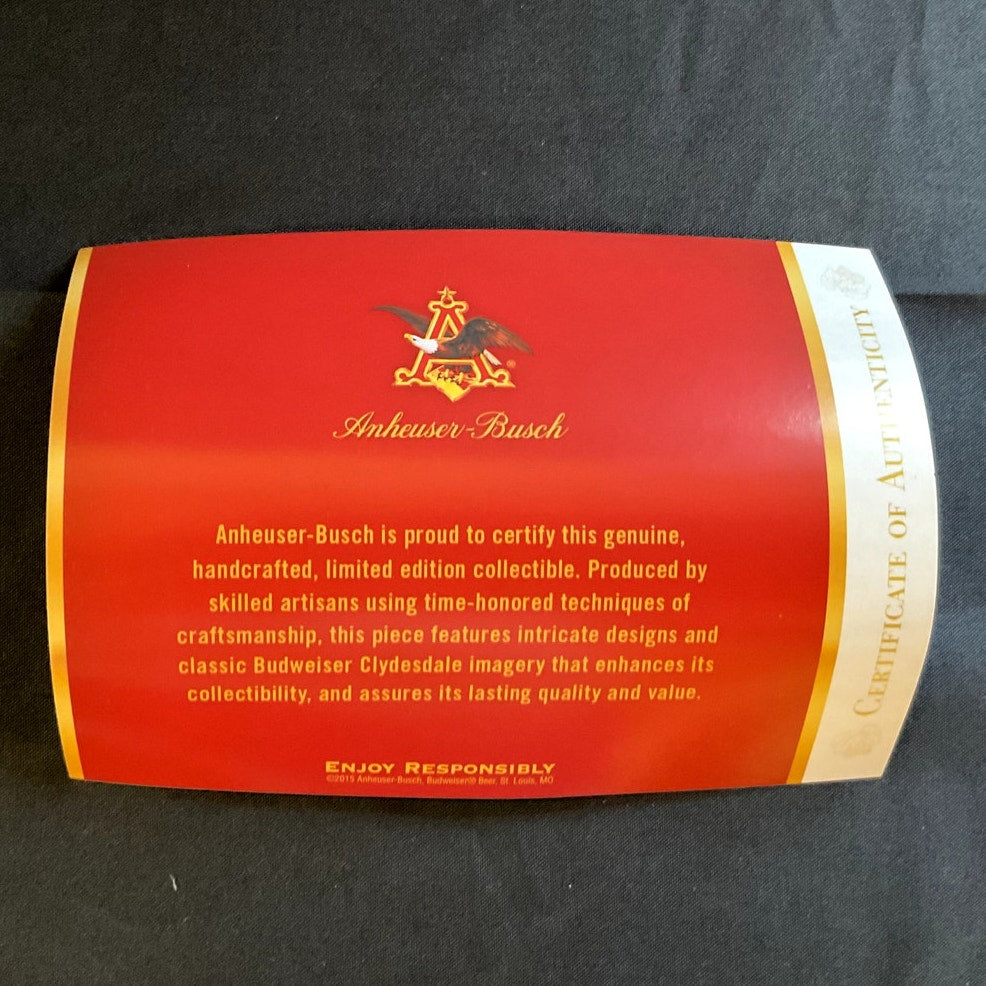 Anheuser-Busch
Anheuser-Busch is proud to certify this genuine,
handcrafted, limited edition collectible. Produced by
skilled artisans using time-honored techniques of
craftsmanship, this piece features intricate designs and
classic Budweiser Clydesdale imagery that enhances its
collectibility, and assures its lasting quality and value.
ENJOY RESPONSIBLY
©2015 Anheuser-Busch, Budweiser® Beer, St. Louis, MO
CERTIFICATE OF AUTHENTICITY